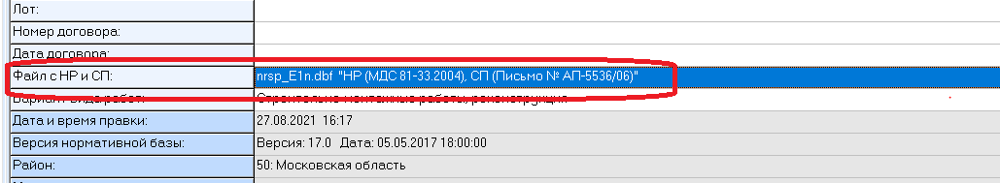 Лот:
Номер договора:
Дата договора:
Файл с НР и СП: nrsp_E1n.dbf "НР (МДС 81-33.2004), СП (Письмо № АП-5536/06)"
Вариант вида работ: Строительно-монтажные работы, реконструкция
Дата и время правки: 27.08.2021 16:17
Версия нормативной базы: Версия: 17.0 Дата: 05.05.2017 18:00:00
Район: 50: Московская область